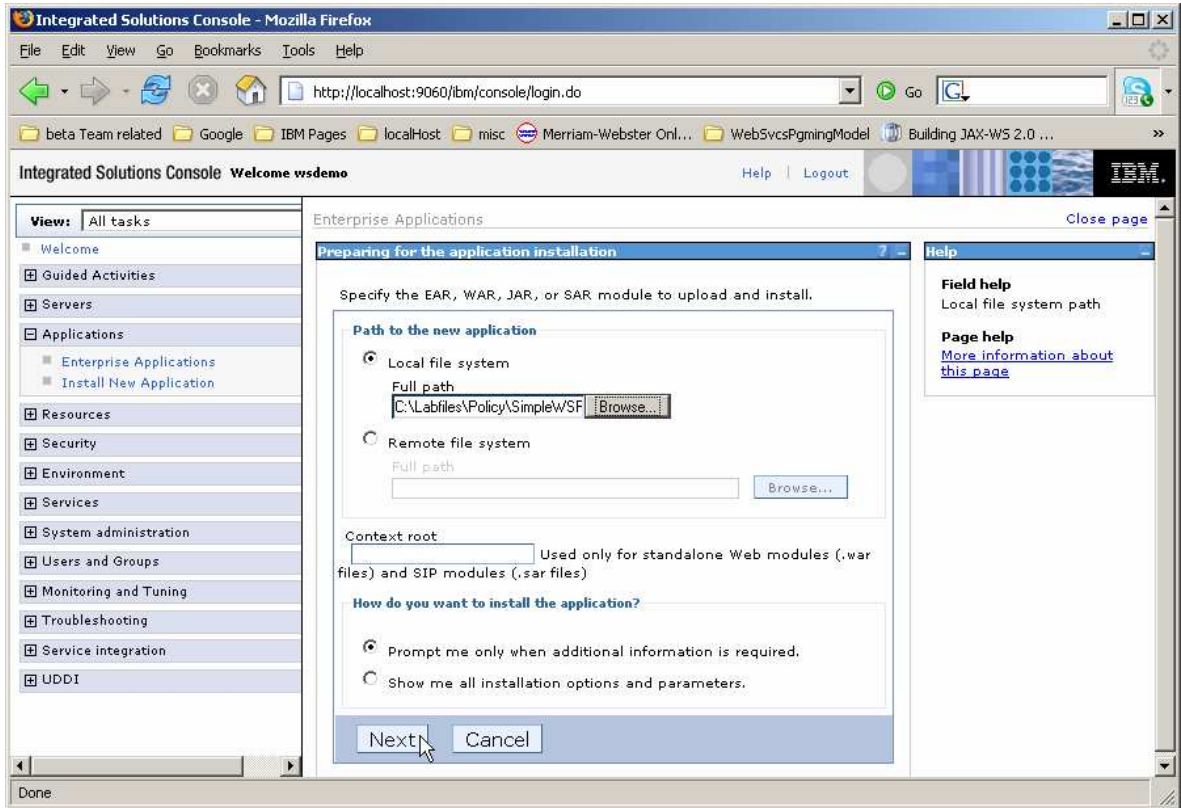 Integrated Solutions Console - Mozilla Firefox
File Edit View Go Bookmarks Tools Help
http://localhost:9060/ibm/console/login.do
Go
G
123
beta Team related Google IBM Pages localHost misc Merriam-Webster Onl... WebSvcsPgmingModel Building JAX-WS 2.0 ... »
Integrated Solutions Console Welcome wsdemo
Help | Logout
IBM.
View: All tasks
Welcome
Guided Activities
Servers
Applications
Enterprise Applications
Install New Application
Resources
Security
Environment
Services
System administration
Users and Groups
Monitoring and Tuning
Troubleshooting
Service integration
UDDI
Enterprise Applications
Close page
Preparing for the application installation
?
Specify the EAR, WAR, JAR, or SAR module to upload and install.
Path to the new application
Local file system
Full path
C:\Labfiles\Policy\SimpleWSF Browse...
Remote file system
Full path
Browse...
Context root
Used only for standalone Web modules (.war
files) and SIP modules (.sar files)
How do you want to install the application?
Prompt me only when additional information is required.
Show me all installation options and parameters.
Next Cancel
Help
Field help
Local file system path
Page help
More information about
this page
Done